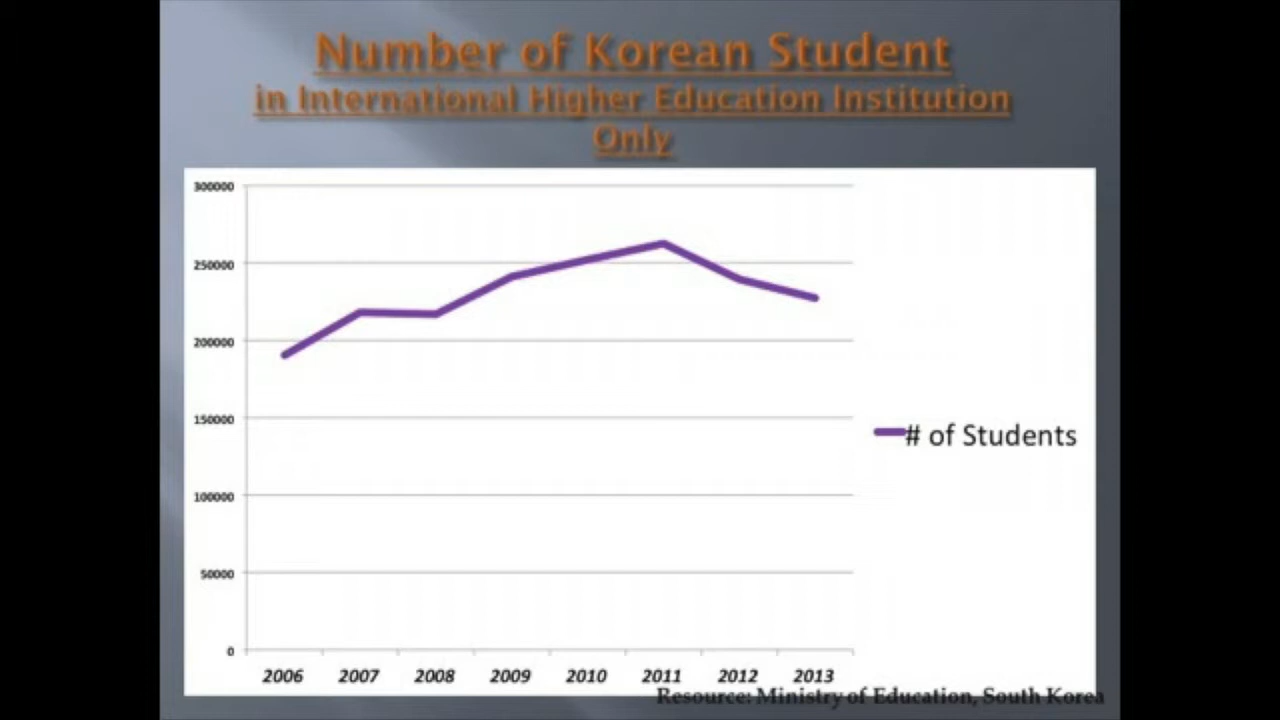 Number of Korean Student
in International Higher Education Institution
Only
300000
250000
200000
150000
100000
50000
0
# of Students
2006 2007 2008 2009 2010 2011 2012 2013
Resource: Ministry of Education, South Korea